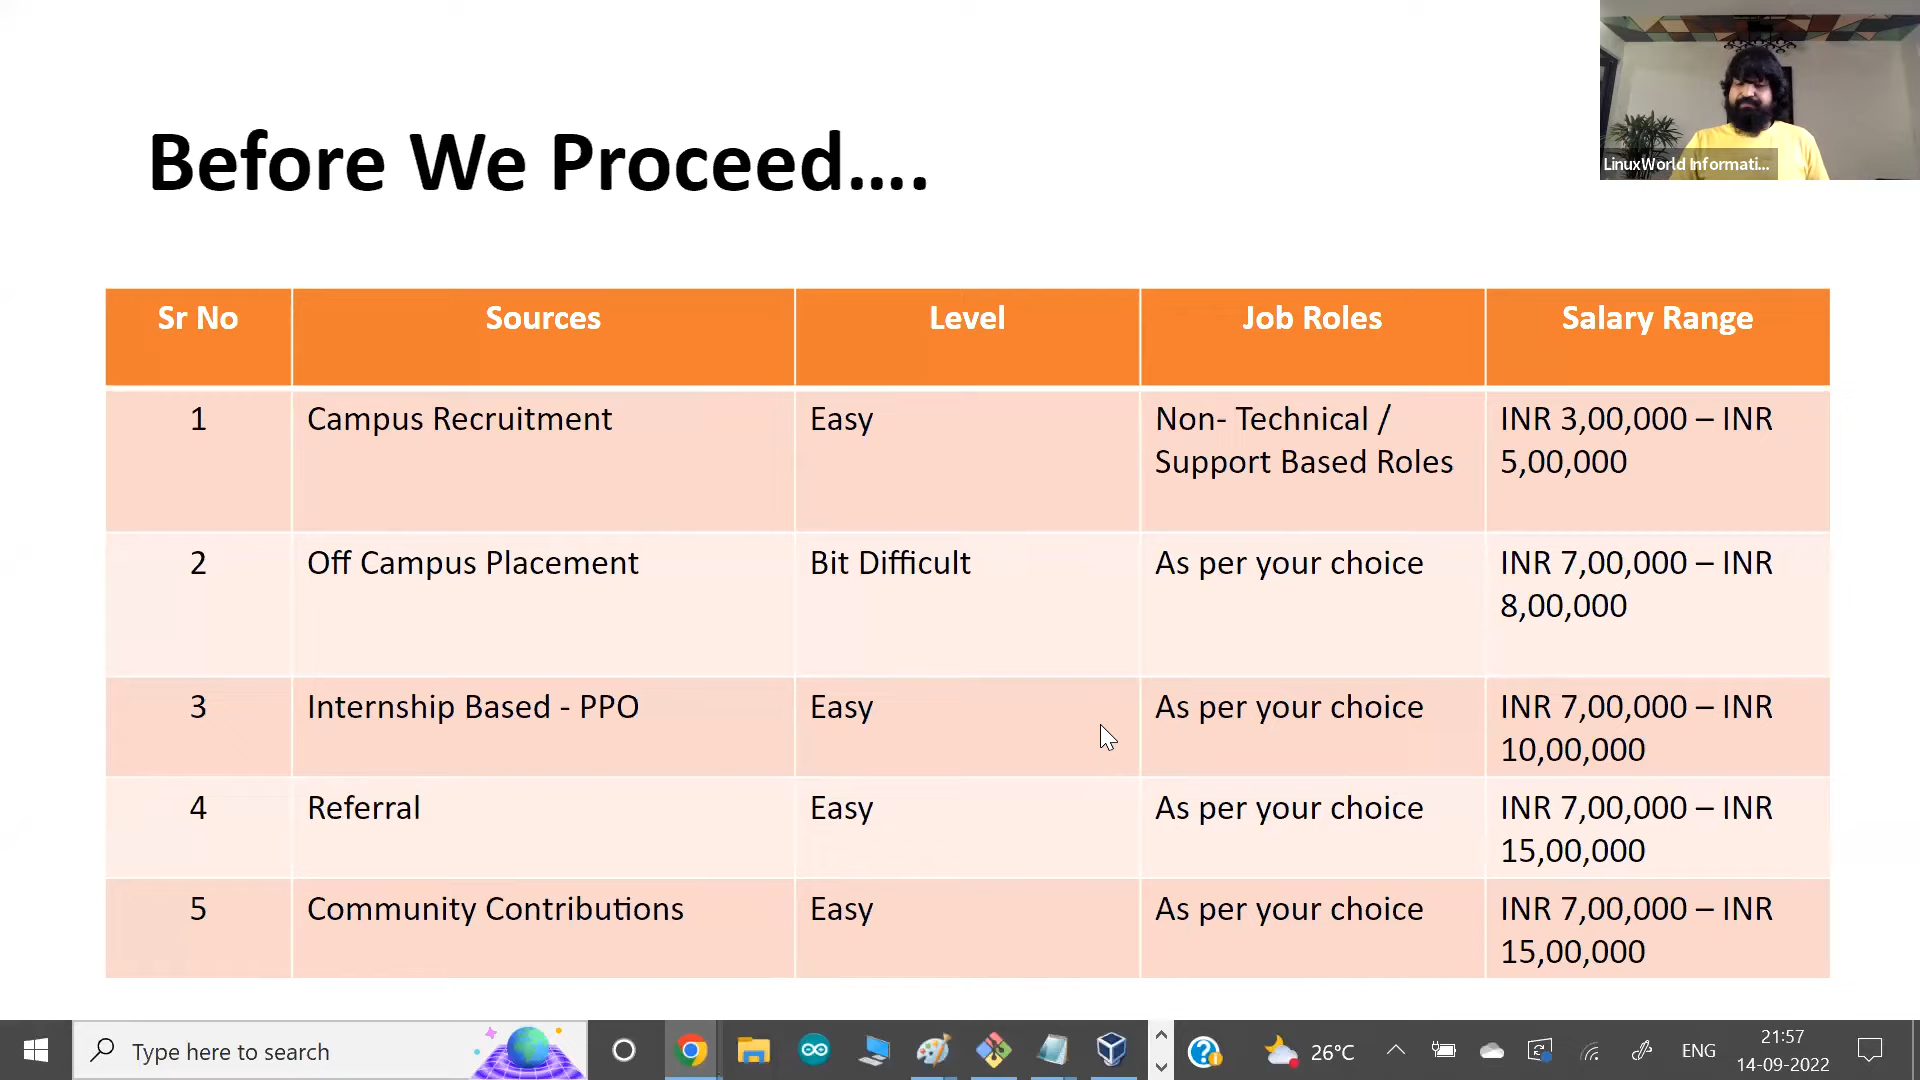 LinuxWorld Informati...
Before We Proceed....
Sr No Sources Level Job Roles Salary Range
1 Campus Recruitment Easy Non- Technical / INR 3,00,000 – INR
Support Based Roles 5,00,000
2 Off Campus Placement Bit Difficult As per your choice INR 7,00,000 – INR
8,00,000
3 Internship Based - PPO Easy As per your choice INR 7,00,000 – INR
10,00,000
4 Referral Easy As per your choice INR 7,00,000 – INR
15,00,000
5 Community Contributions Easy As per your choice INR 7,00,000 – INR
15,00,000
Type here to search 26°C ENG 21:57
14-09-2022